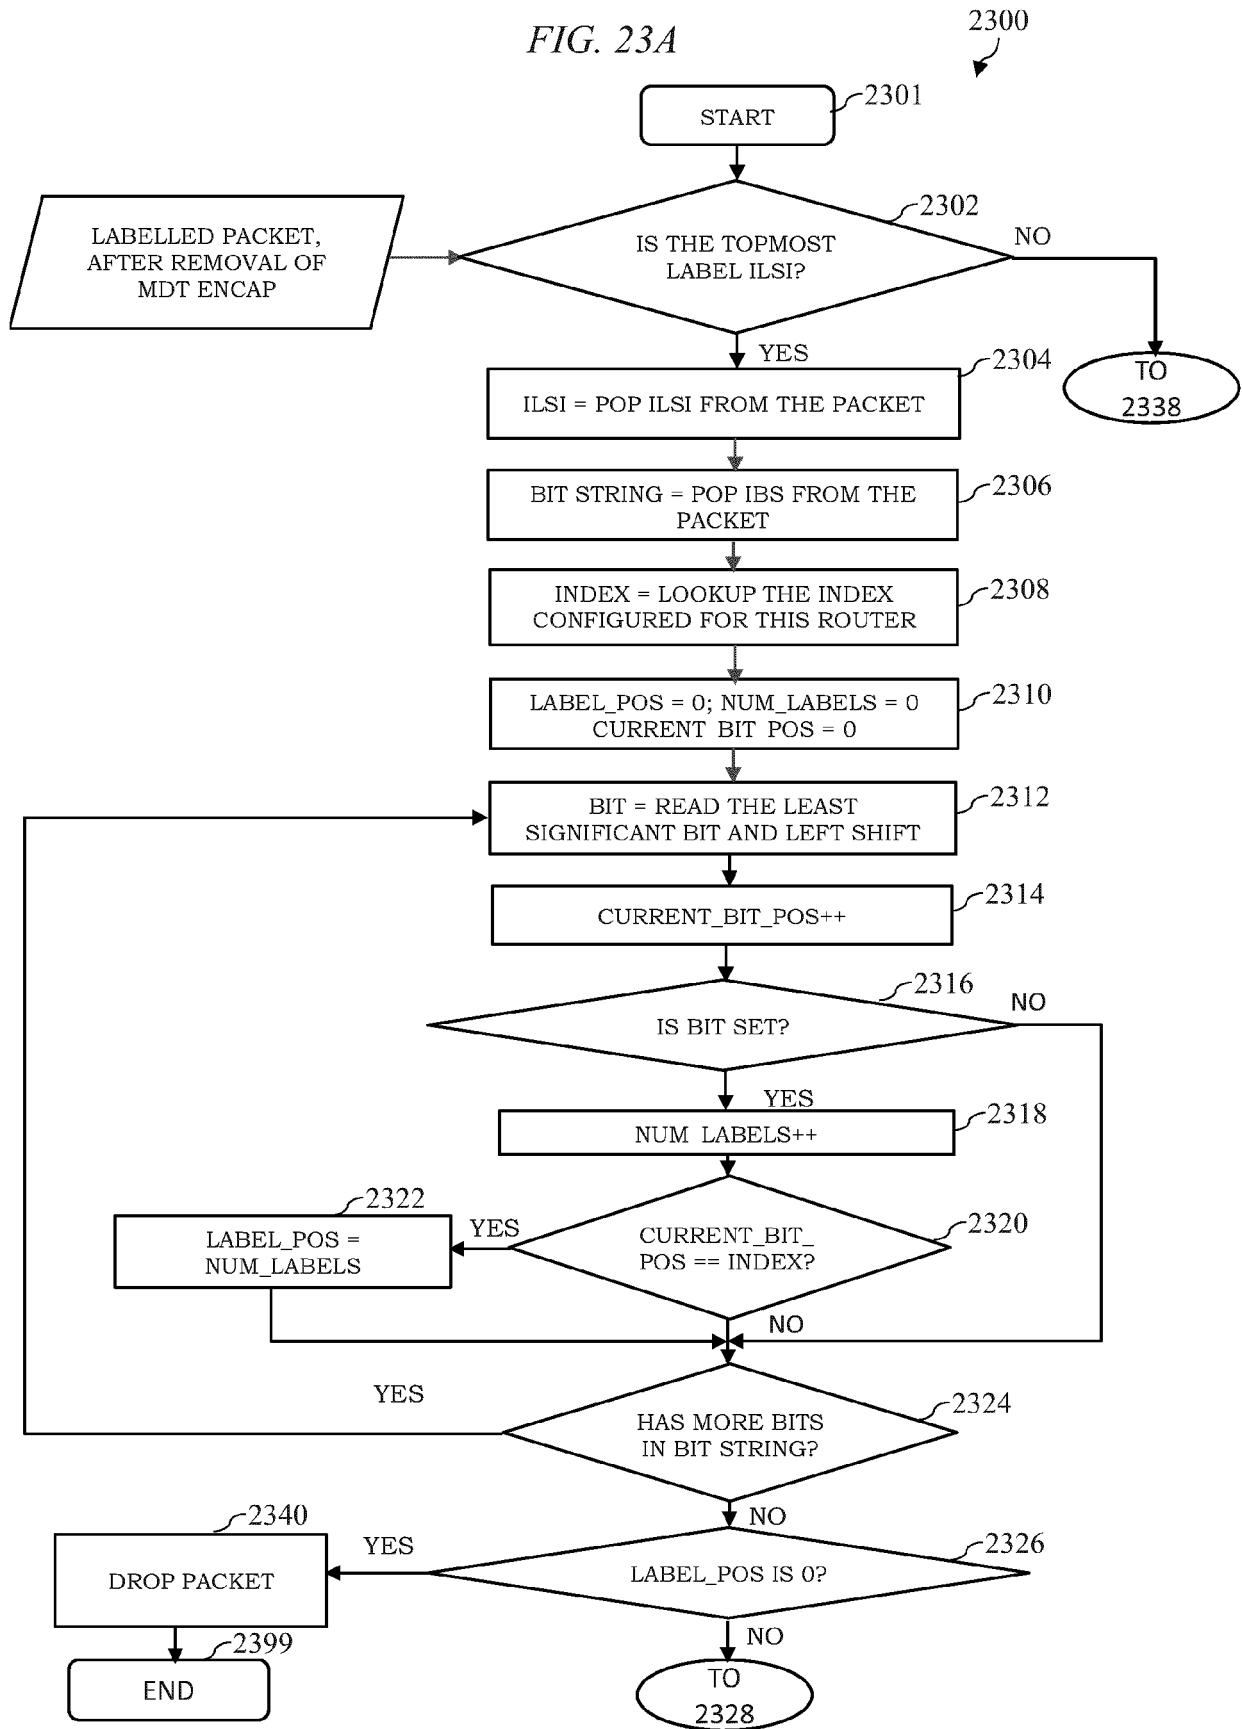 FIG. 23A
2300
START
2301
LABELLED PACKET,
AFTER REMOVAL OF
MDT ENCAP
IS THE TOPMOST
LABEL ILSI?
2302
NO
TO
2338
YES
ILSI = POP ILSI FROM THE PACKET
2304
BIT STRING = POP IBS FROM THE
PACKET
2306
INDEX = LOOKUP THE INDEX
CONFIGURED FOR THIS ROUTER
2308
LABEL_POS = 0; NUM_LABELS = 0
CURRENT BIT POS = 0
2310
BIT = READ THE LEAST
SIGNIFICANT BIT AND LEFT SHIFT
2312
CURRENT_BIT_POS++
2314
IS BIT SET?
2316
NO
YES
NUM LABELS++
2318
CURRENT_BIT_
POS == INDEX?
2320
YES
2322
LABEL_POS =
NUM_LABELS
NO
YES
HAS MORE BITS
IN BIT STRING?
2324
NO
LABEL_POS IS 0?
2326
YES
2340
DROP PACKET
2399
END
NO
TO
2328